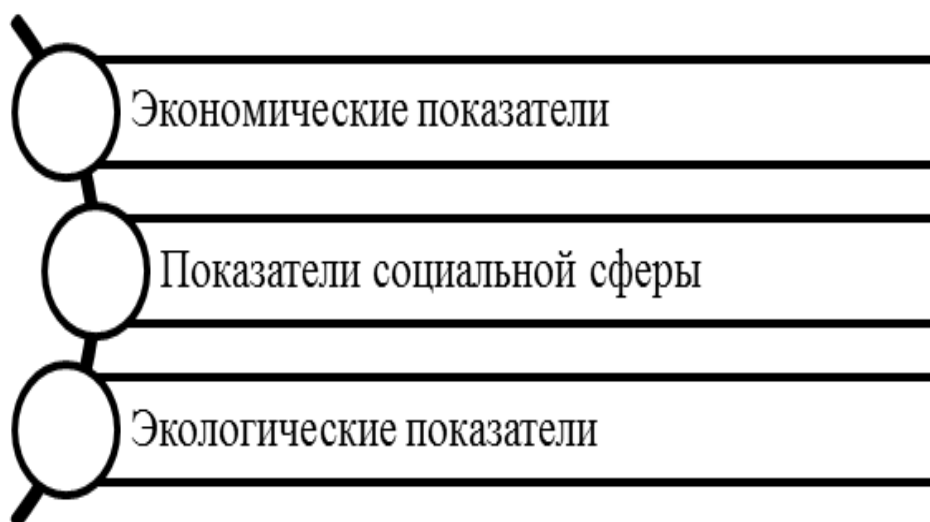 Экономические показатели
Показатели социальной сферы
Экологические показатели